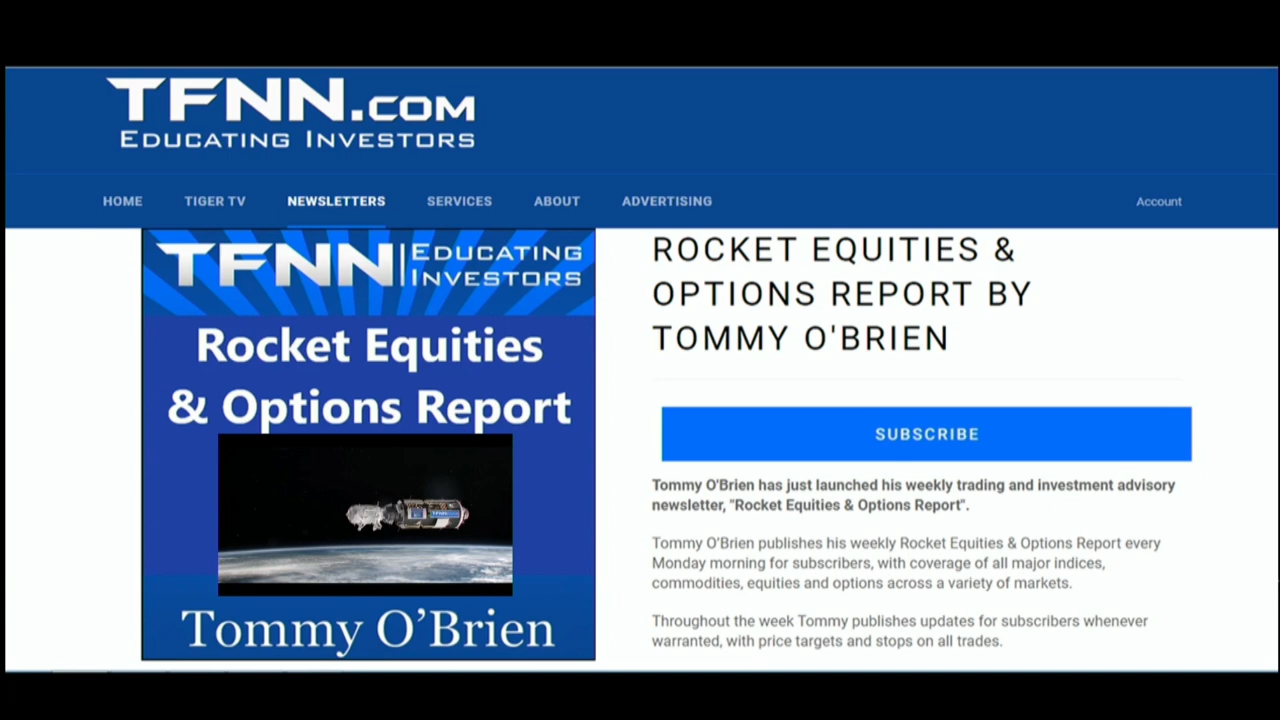 TFNN.COM
EDUCATING INVESTORS
HOME TIGER TV NEWSLETTERS SERVICES ABOUT ADVERTISING Account
TFNN | EDUCATING
INVESTORS
Rocket Equities
& Options Report
TFNN
Tommy O’Brien
ROCKET EQUITIES &
OPTIONS REPORT BY
TOMMY O'BRIEN
SUBSCRIBE
Tommy O'Brien has just launched his weekly trading and investment advisory
newsletter, "Rocket Equities & Options Report".
Tommy O'Brien publishes his weekly Rocket Equities & Options Report every
Monday morning for subscribers, with coverage of all major indices,
commodities, equities and options across a variety of markets.
Throughout the week Tommy publishes updates for subscribers whenever
warranted, with price targets and stops on all trades.